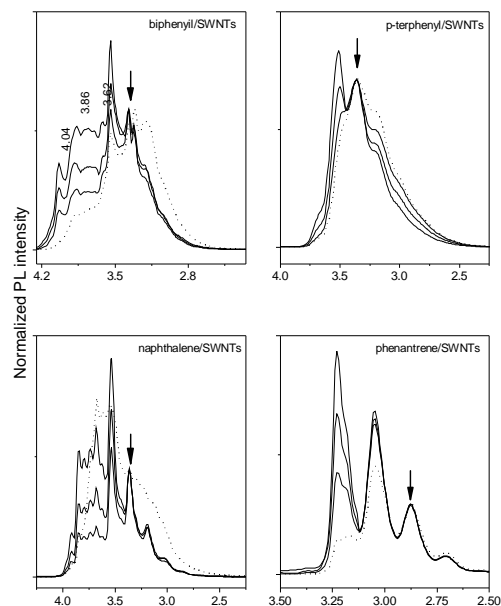 biphenyil/SWNTs
p-terphenyl/SWNTs
4.04
3.86
3.62
4.2 3.5 2.8
4.0 3.5 3.0 2.5
Normalized PL intensity
naphthalene/SWNTs
phenantrene/SWNTs
4.0 3.5 3.0 2.5
3.50 3.25 3.00 2.75 2.50